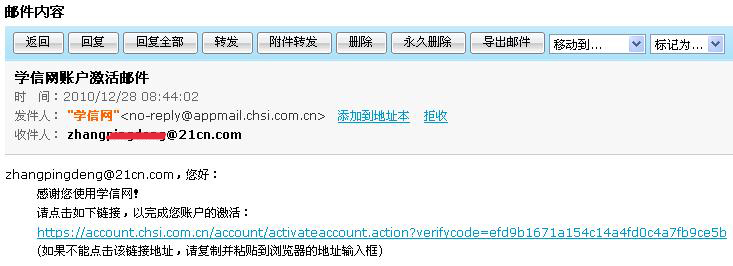 邮件内容
返回 回复 回复全部 转发 附件转发 删除 永久删除 导出邮件 移动到... 标记为...
学信网账户激活邮件
时 间：2010/12/28 08:44:02
发件人："学信网"<no-reply@appmail.chsi.com.cn> 添加到地址本 拒收
收件人：zhangpingdeng@21cn.com
zhangpingdeng@21cn.com，您好：
感谢您使用学信网！
请点击如下链接，以完成您账户的激活：
https://account.chsi.com.cn/account/activateaccount.action?verifycode=efd9b1671a154c14a4fd0c4a7fb9ce5b
(如果不能点击该链接地址，请复制并粘贴到浏览器的地址输入框)